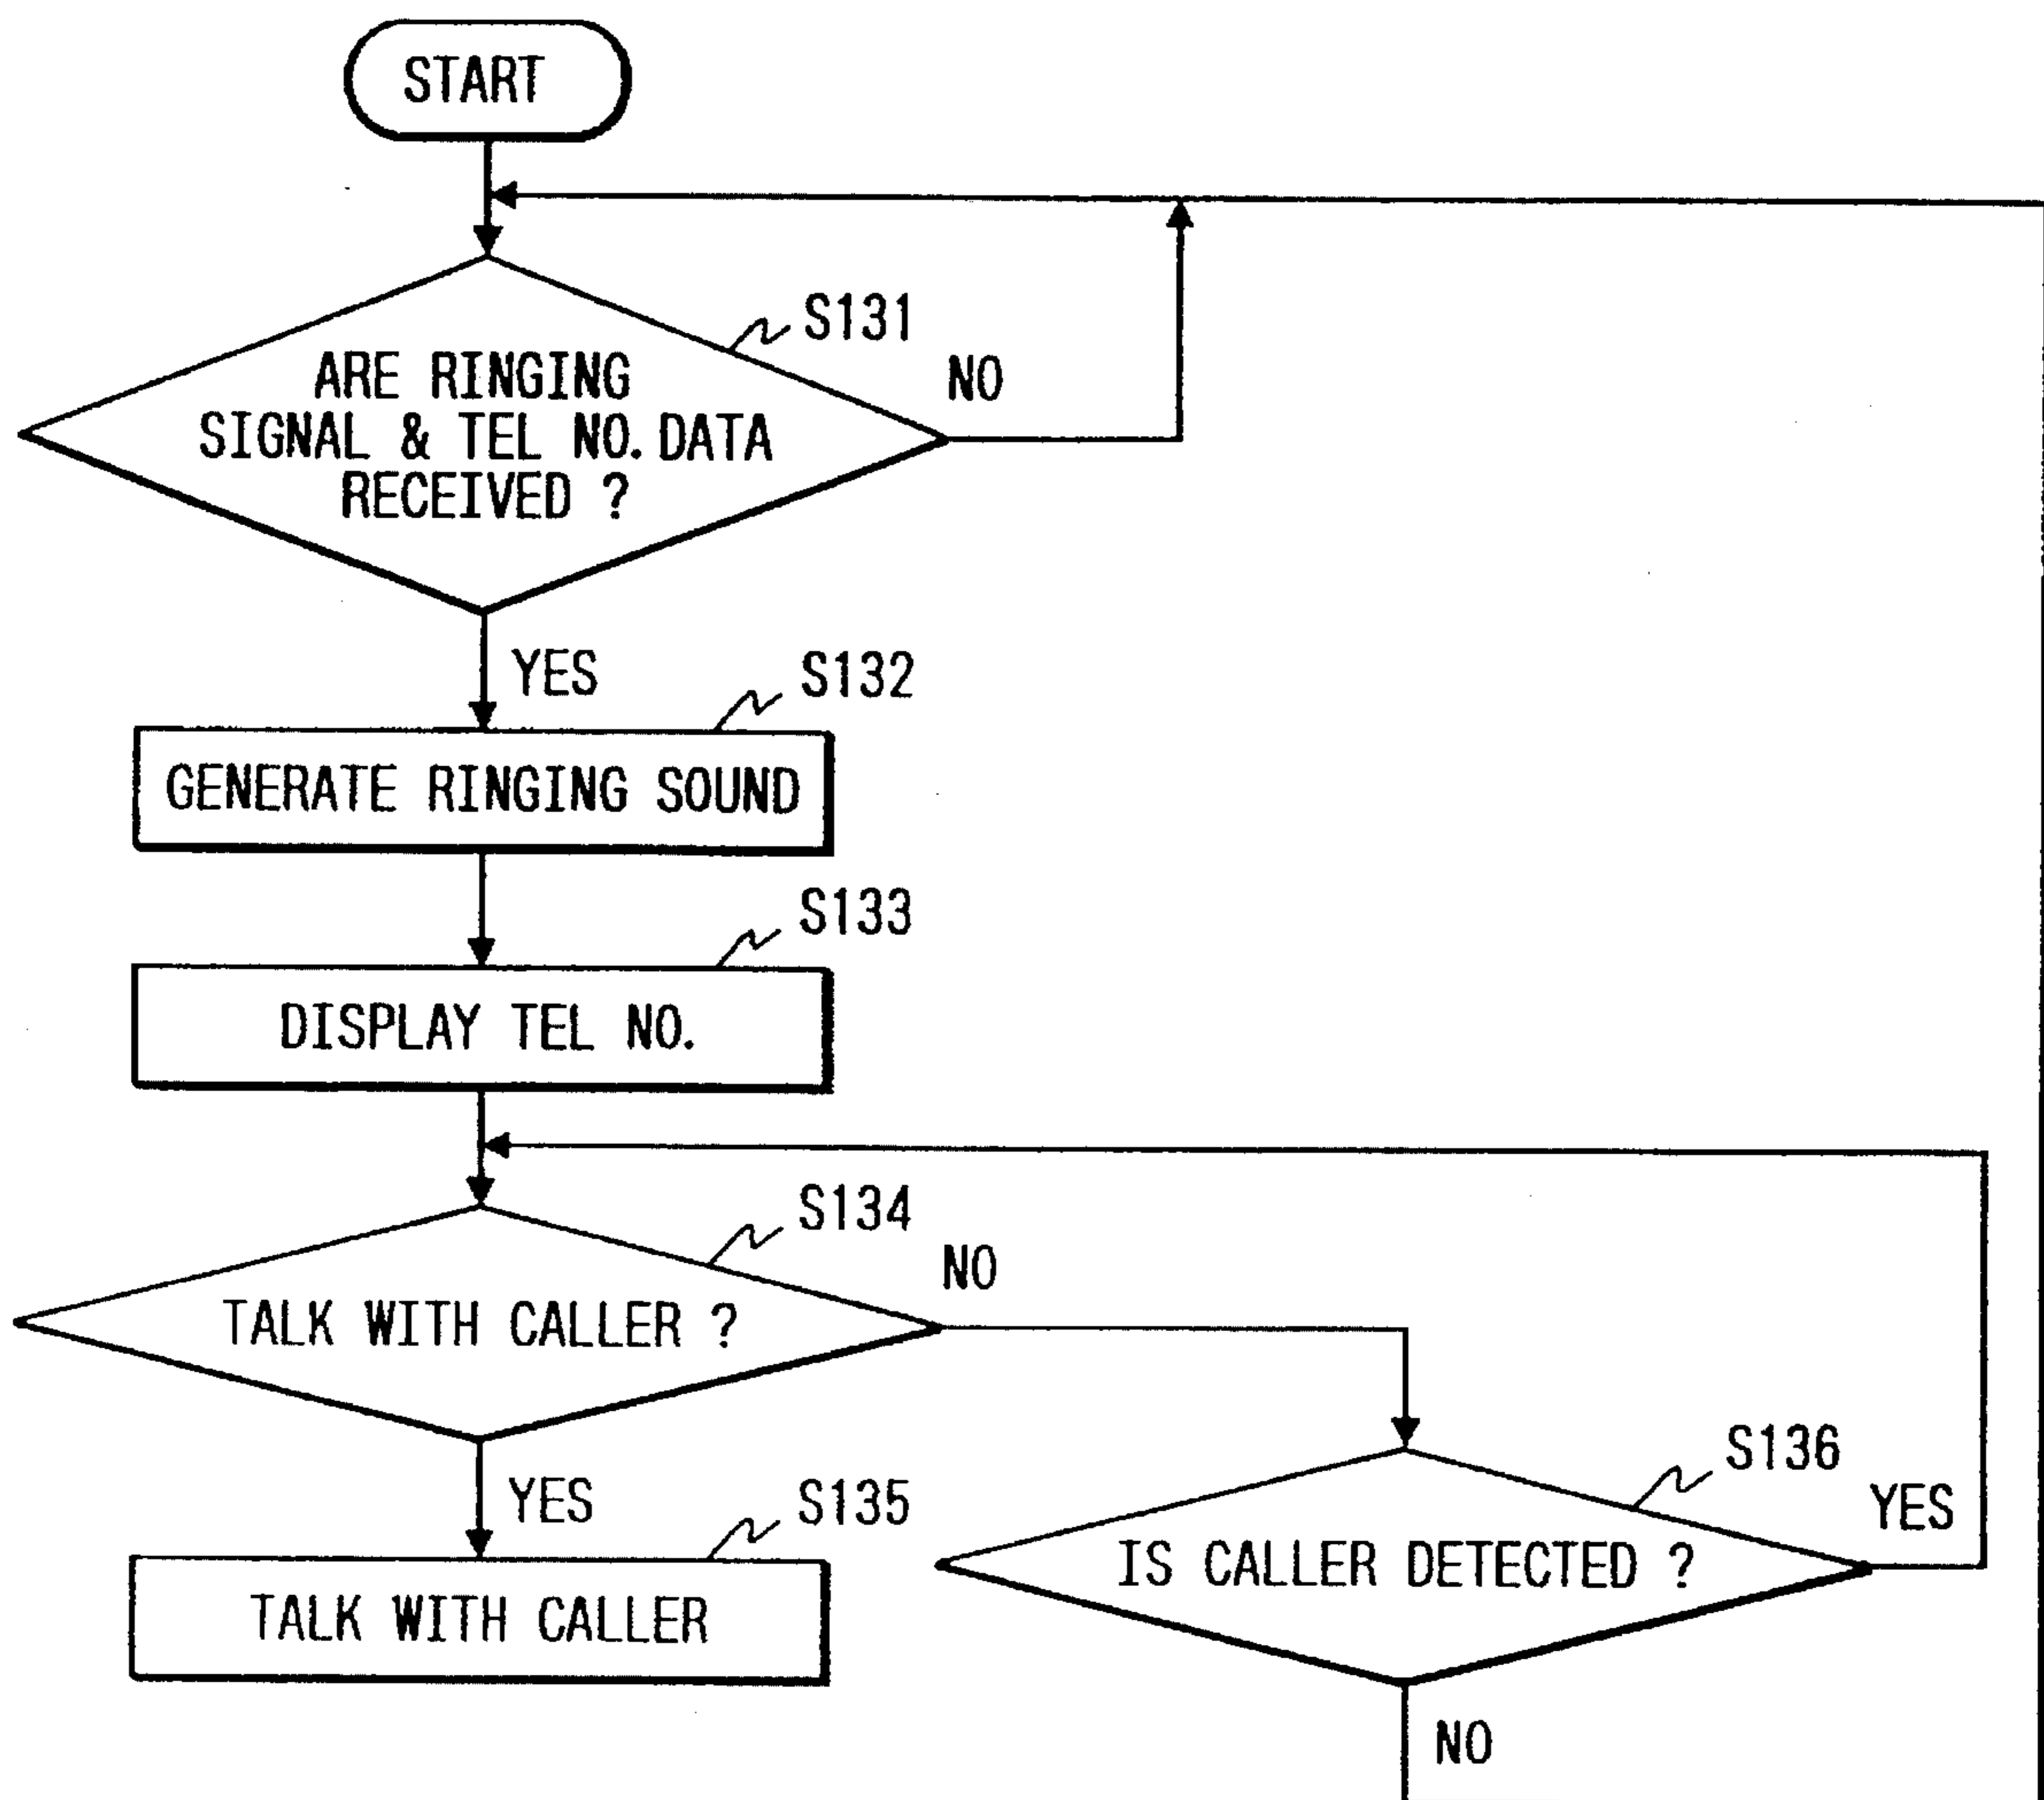 START
S131
ARE RINGING
SIGNAL & TEL NO. DATA
RECEIVED ?
NO
YES
S132
GENERATE RINGING SOUND
S133
DISPLAY TEL NO.
S134
NO
TALK WITH CALLER ?
YES
S135
TALK WITH CALLER
S136
YES
IS CALLER DETECTED ?
NO